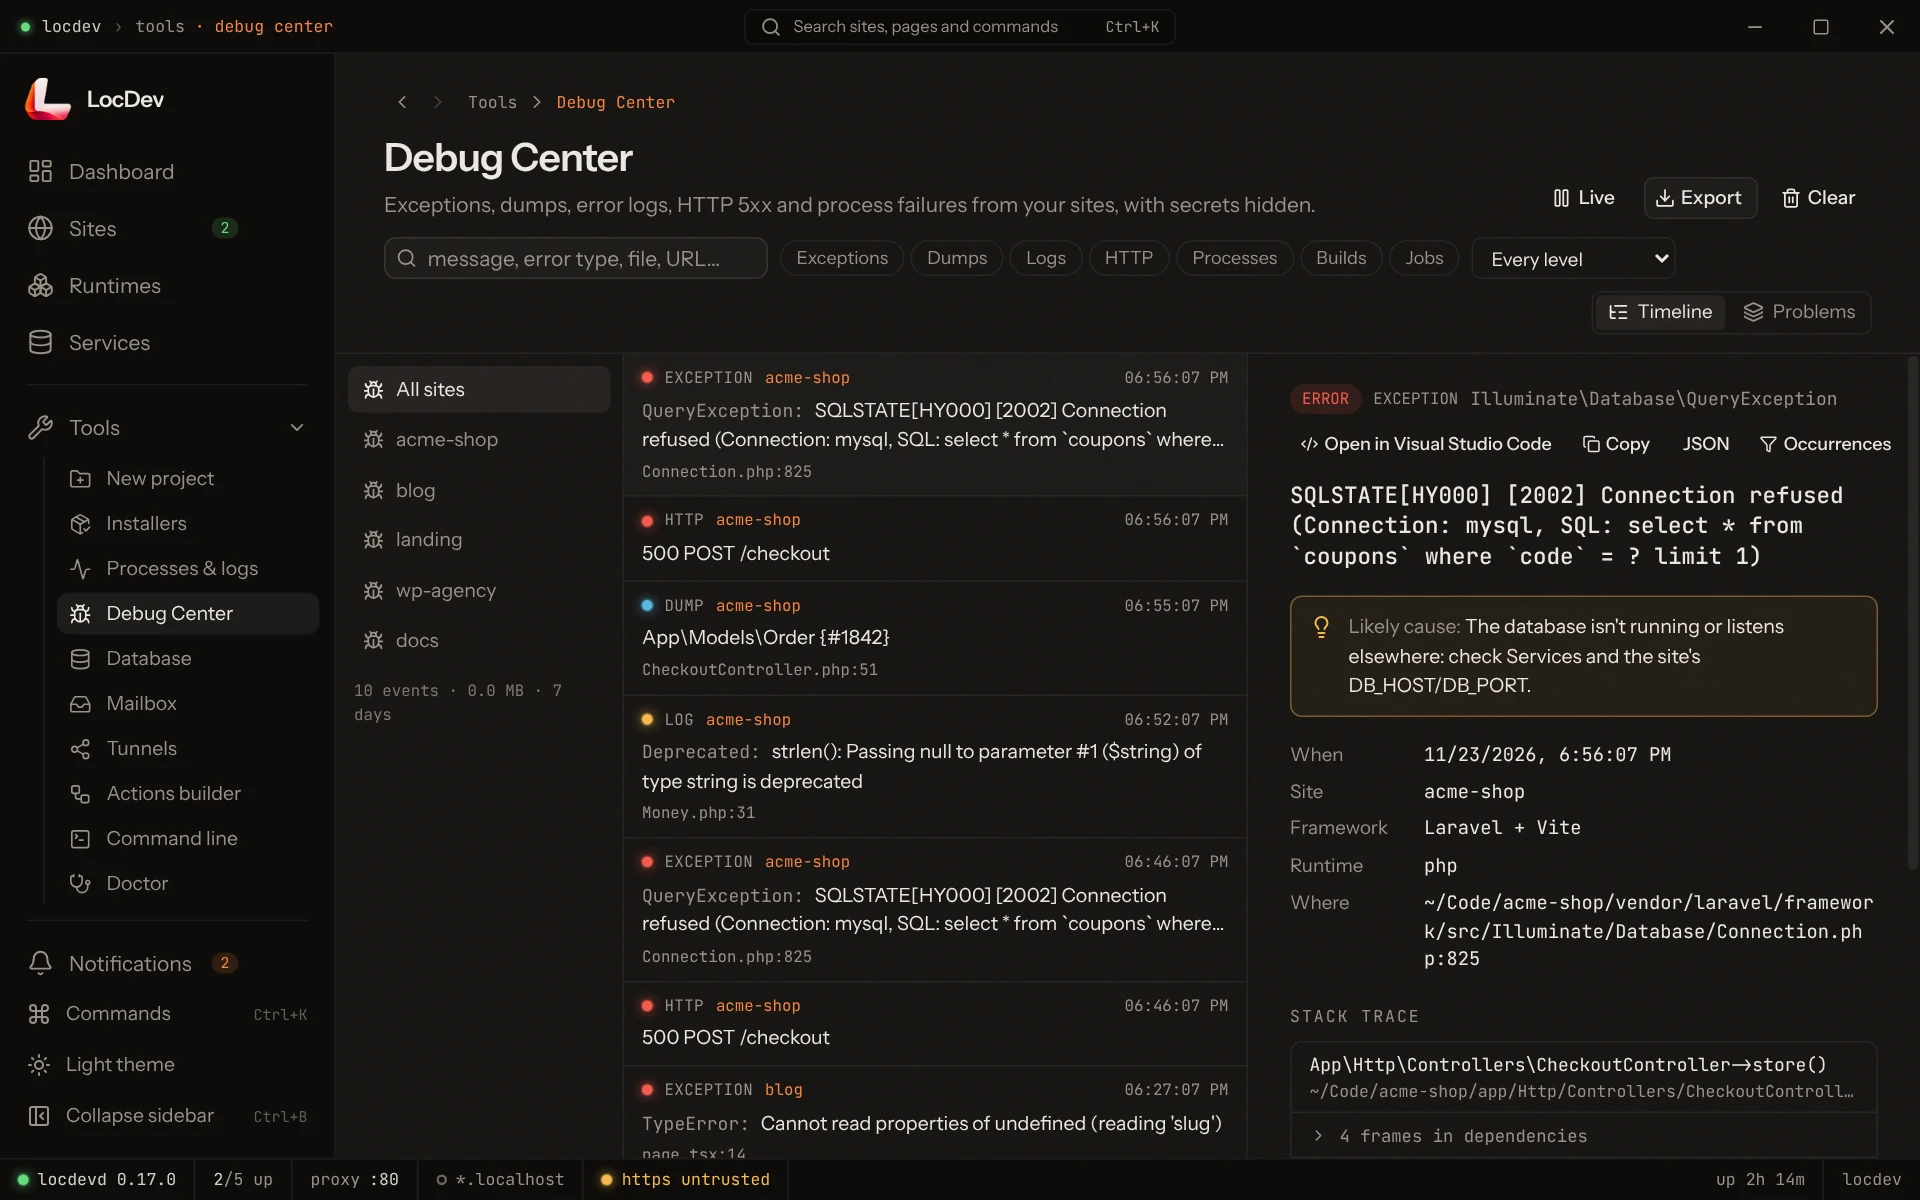 locdev › tools · debug center
Search sites, pages and commands Ctrl+K
LocDev
Dashboard
Sites 2
Runtimes
Services
Tools
New project
Installers
Processes & logs
Debug Center
Database
Mailbox
Tunnels
Actions builder
Command line
Doctor
Notifications 2
Commands Ctrl+K
Light theme
Collapse sidebar Ctrl+B
Tools > Debug Center
Debug Center
Exceptions, dumps, error logs, HTTP 5xx and process failures from your sites, with secrets hidden.
Live Export Clear
message, error type, file, URL...
Exceptions Dumps Logs HTTP Processes Builds Jobs Every level
Timeline Problems
All sites
acme-shop
blog
landing
wp-agency
docs
10 events · 0.0 MB · 7
days
EXCEPTION acme-shop 06:56:07 PM
QueryException: SQLSTATE[HY000] [2002] Connection
refused (Connection: mysql, SQL: select * from `coupons` where...
Connection.php:825
HTTP acme-shop 06:56:07 PM
500 POST /checkout
DUMP acme-shop 06:55:07 PM
App\Models\Order {#1842}
CheckoutController.php:51
LOG acme-shop 06:52:07 PM
Deprecated: strlen(): Passing null to parameter #1 ($string) of
type string is deprecated
Money.php:31
EXCEPTION acme-shop 06:46:07 PM
QueryException: SQLSTATE[HY000] [2002] Connection
refused (Connection: mysql, SQL: select * from `coupons` where...
Connection.php:825
HTTP acme-shop 06:46:07 PM
500 POST /checkout
EXCEPTION blog 06:27:07 PM
TypeError: Cannot read properties of undefined (reading 'slug')
page.tsx:14
ERROR EXCEPTION Illuminate\Database\QueryException
Open in Visual Studio Code Copy JSON Occurrences
SQLSTATE[HY000] [2002] Connection refused
(Connection: mysql, SQL: select * from
`coupons` where `code` = ? limit 1)
Likely cause: The database isn't running or listens
elsewhere: check Services and the site's
DB_HOST/DB_PORT.
When 11/23/2026, 6:56:07 PM
Site acme-shop
Framework Laravel + Vite
Runtime php
Where ~/Code/acme-shop/vendor/laravel/framewor
k/src/Illuminate/Database/Connection.ph
p:825
STACK TRACE
App\Http\Controllers\CheckoutController->store()
~/Code/acme-shop/app/Http/Controllers/CheckoutControll...
4 frames in dependencies
locdevd 0.17.0 2/5 up proxy :80 *.localhost https untrusted up 2h 14m locdev